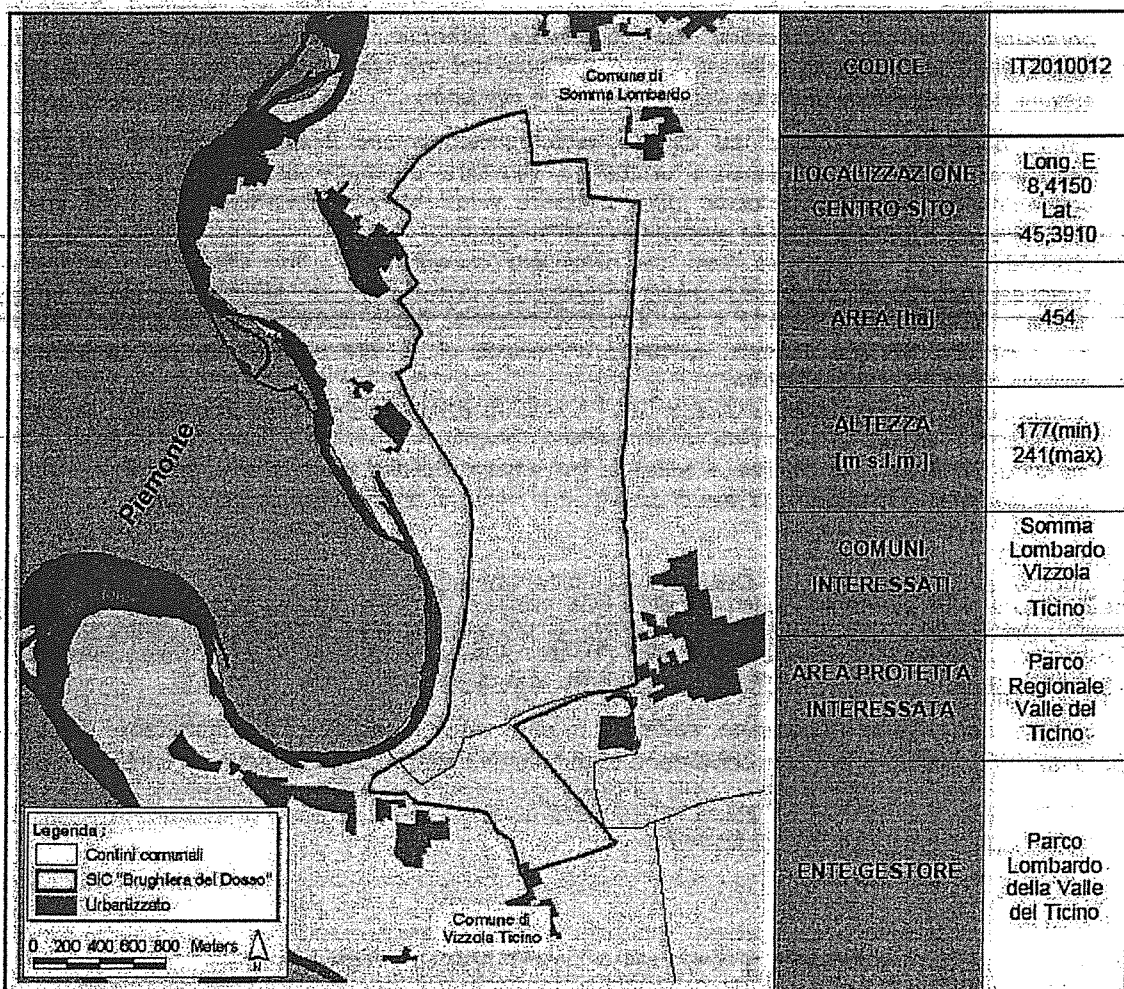 Comune di
Somma Lombardo
Piemonte
Comune di
Vizzola Ticino
Legenda :
Confini comunali
SIC "Brughiera del Dosso"
Urbanizzato
0 200 400 600 800 Meters
N
CODICE
IT2010012
LOCALIZZAZIONE
CENTRO SITO
Long. E
8,4150
Lat.
45,3910
AREA [ha]
454
ALTEZZA
[m s.l.m.]
177(min)
241(max)
COMUNI
INTERESSATI
Somma
Lombardo
Vizzola
Ticino
AREA PROTETTA
INTERESSATA
Parco
Regionale
Valle del
Ticino
ENTE GESTORE
Parco
Lombardo
della Valle
del Ticino